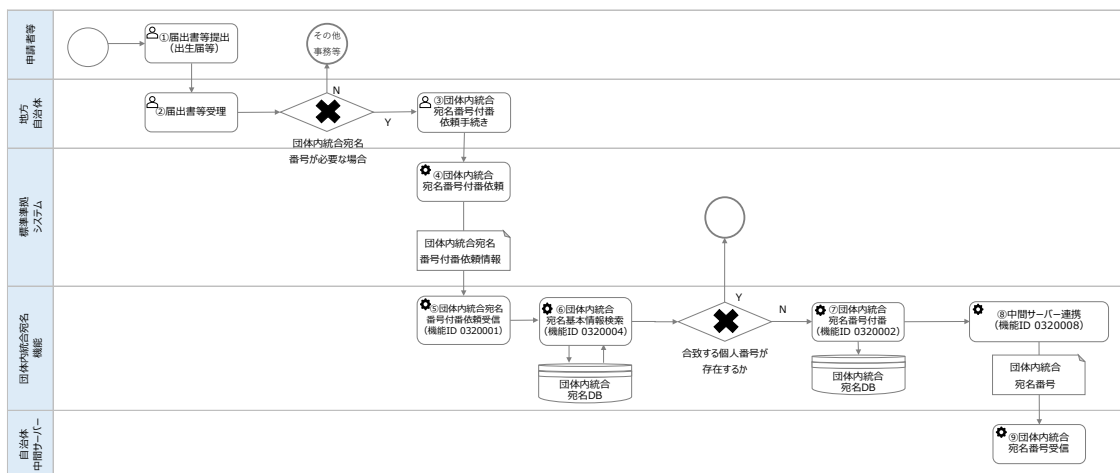 申請者等
①届出書等提出
（出生届等）
その他
事務等
地方
自治体
②届出書等受理
N
Y
団体内統合宛名
番号が必要な場合
③団体内統合
宛名番号付番
依頼手続き
標準準拠
システム
④団体内統合
宛名番号付番依頼
団体内統合宛名
番号付番依頼情報
団体内統合宛名
機能
⑤団体内統合宛名
番号付番依頼受信
（機能ID 0320001）
⑥団体内統合
宛名基本情報検索
（機能ID 0320004）
団体内統合
宛名DB
Y
N
合致する個人番号が
存在するか
⑦団体内統合
宛名番号付番
（機能ID 0320002）
団体内統合
宛名DB
⑧中間サーバー連携
（機能ID 0320008）
団体内統合
宛名番号
自治体
中間サーバー
⑨団体内統合
宛名番号受信